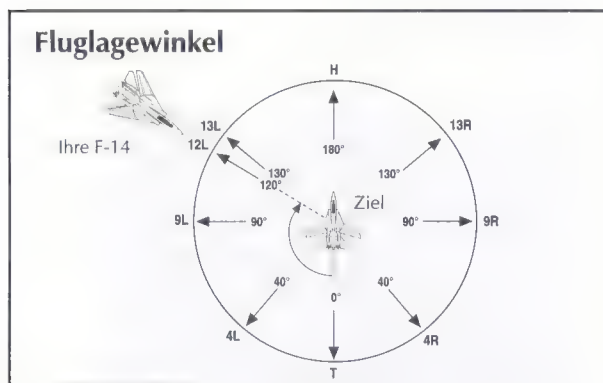 Fluglagewinkel
H
13L
13R
Ihre F-14
12L
180°
130°
130°
120°
Ziel
9L
90°
90°
9R
40°
0°
40°
4L
4R
T